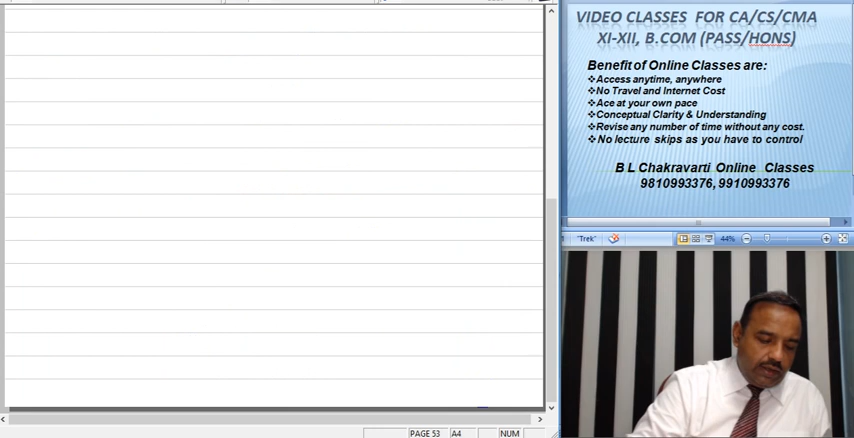 VIDEO CLASSES FOR CA/CS/CMA
XI-XII, B.COM (PASS/HONS)
Benefit of Online Classes are:
❖Access anytime, anywhere
❖No Travel and Internet Cost
❖Ace at your own pace
❖Conceptual Clarity & Understanding
❖Revise any number of time without any cost.
❖No lecture skips as you have to control
B L Chakravarti Online Classes
9810993376, 9910993376
"Trek" 44%
PAGE 53 A4 NUM